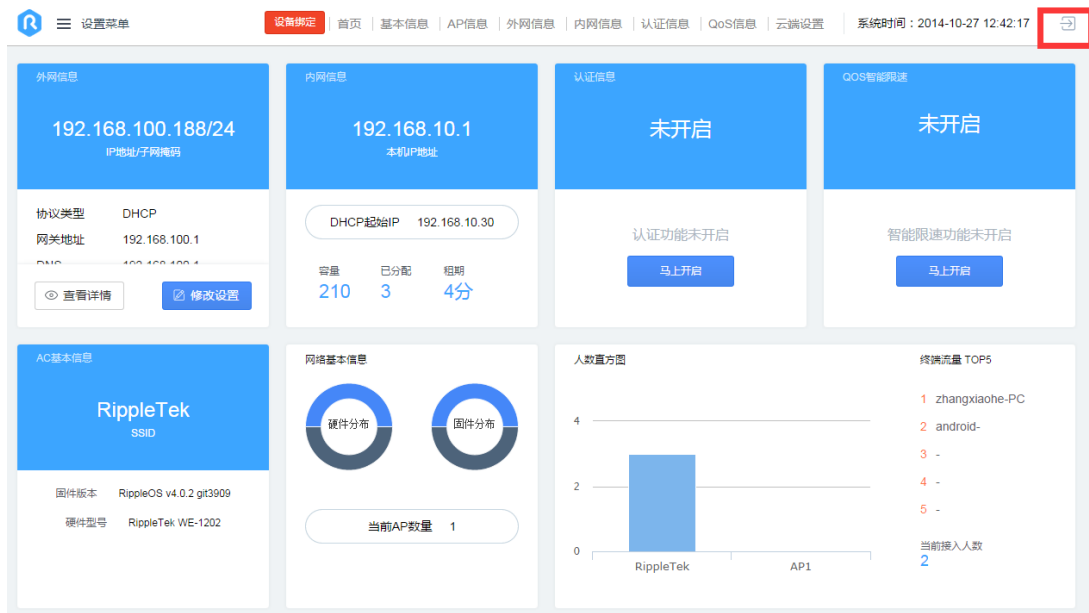 设置菜单
设备绑定 首页 基本信息 AP信息 外网信息 内网信息 认证信息 QoS信息 云端设置
系统时间：2014-10-27 12:42:17
外网信息
192.168.100.188/24
IP地址/子网掩码
协议类型 DHCP
网关地址 192.168.100.1
查看详情 修改设置
内网信息
192.168.10.1
本机IP地址
DHCP起始IP 192.168.10.30
容量 已分配 租期
210 3 4分
认证信息
未开启
认证功能未开启
马上开启
QOS智能限速
未开启
智能限速功能未开启
马上开启
AC基本信息
RippleTek
SSID
固件版本 RippleOS v4.0.2 git3909
硬件型号 RippleTek WE-1202
网络基本信息
硬件分布 固件分布
当前AP数量 1
人数直方图
4
2
0
RippleTek AP1
终端流量 TOP5
1 zhangxiaohe-PC
2 android-
3 -
4 -
5 -
当前接入人数
2